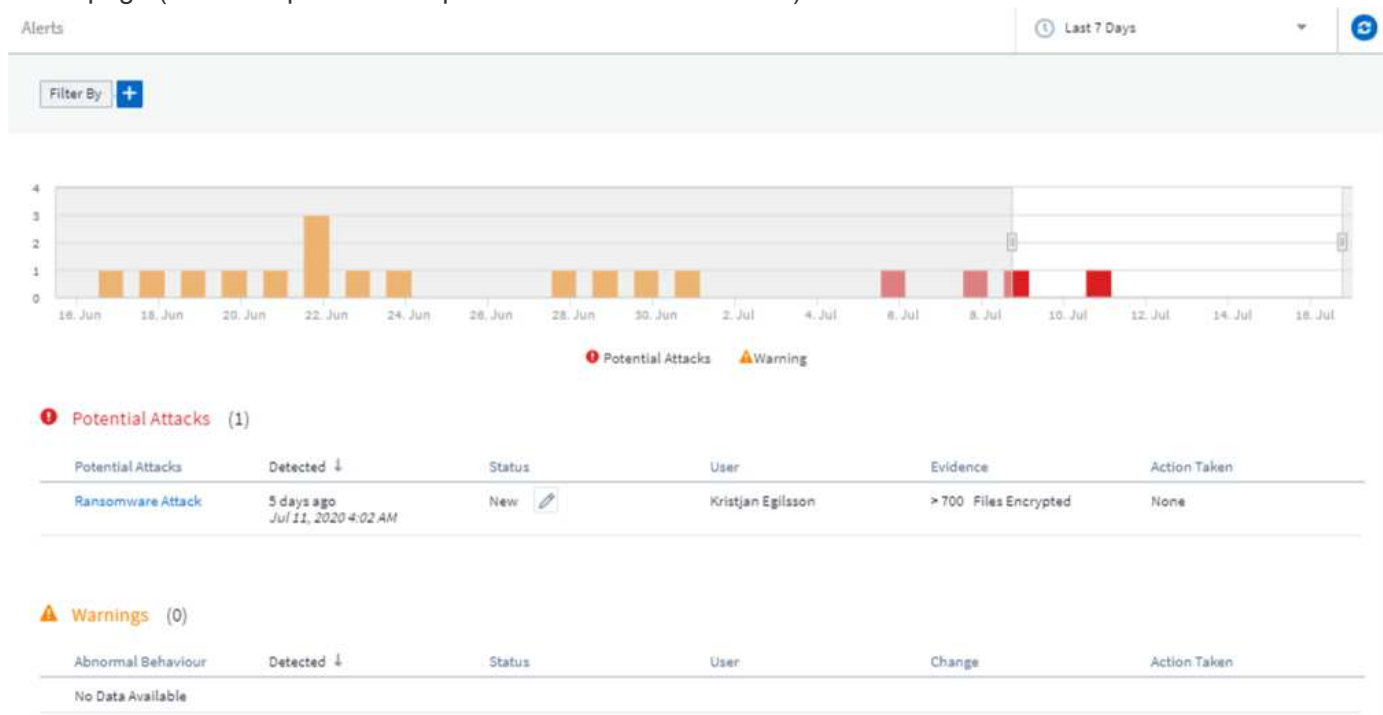 Alerts
Last 7 Days
Filter By +
4
3
2
1
0
16. Jun 18. Jun 20. Jun 22. Jun 24. Jun 26. Jun 28. Jun 30. Jun 2. Jul 4. Jul 6. Jul 8. Jul 10. Jul 12. Jul 14. Jul 16. Jul
Potential Attacks Warning
Potential Attacks (1)
Potential Attacks Detected ↓ Status User Evidence Action Taken
Ransomware Attack 5 days ago New Kristjan Egilsson > 700 Files Encrypted None
Jul 11, 2020 4:02 AM
Warnings (0)
Abnormal Behaviour Detected ↓ Status User Change Action Taken
No Data Available